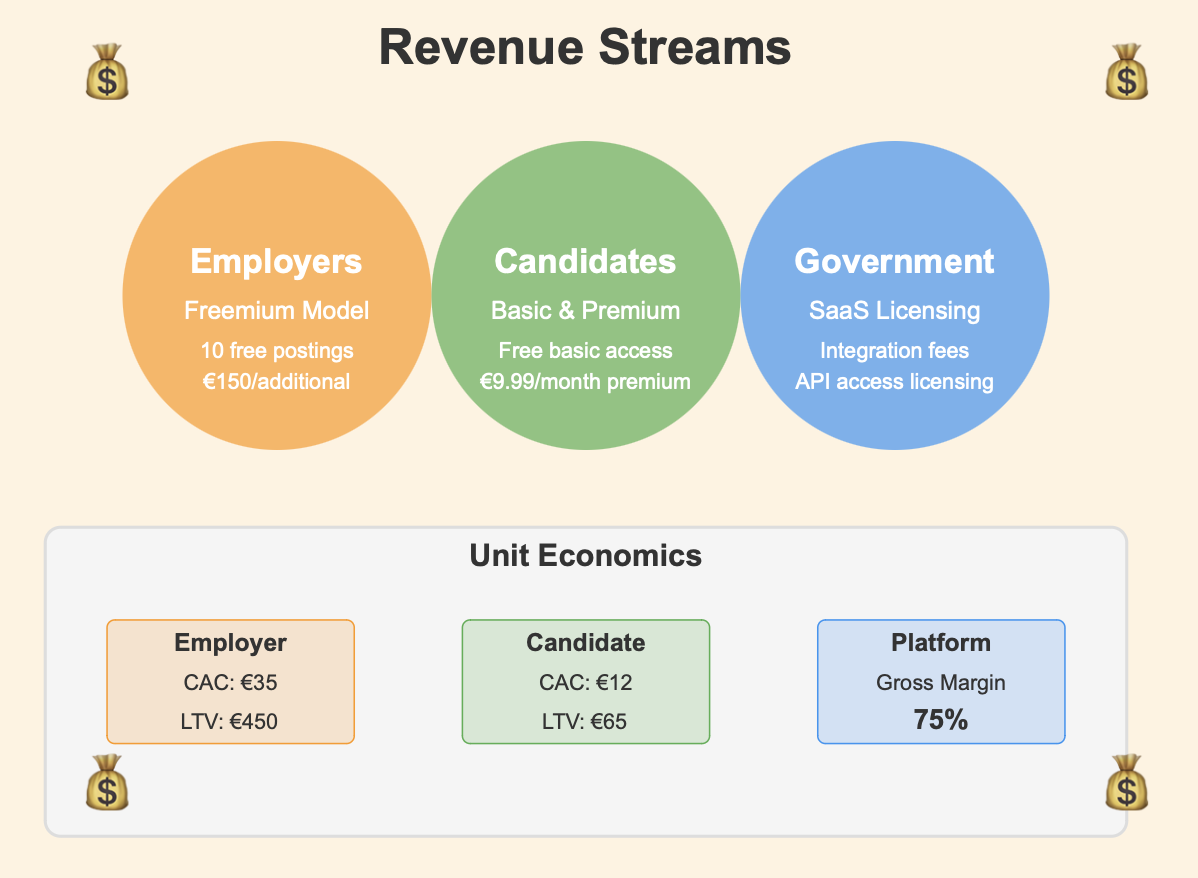 Revenue Streams
$
$
Employers
Freemium Model
10 free postings
€150/additional
Candidates
Basic & Premium
Free basic access
€9.99/month premium
Government
SaaS Licensing
Integration fees
API access licensing
Unit Economics
Employer
CAC: €35
LTV: €450
Candidate
CAC: €12
LTV: €65
Platform
Gross Margin
75%
$
$